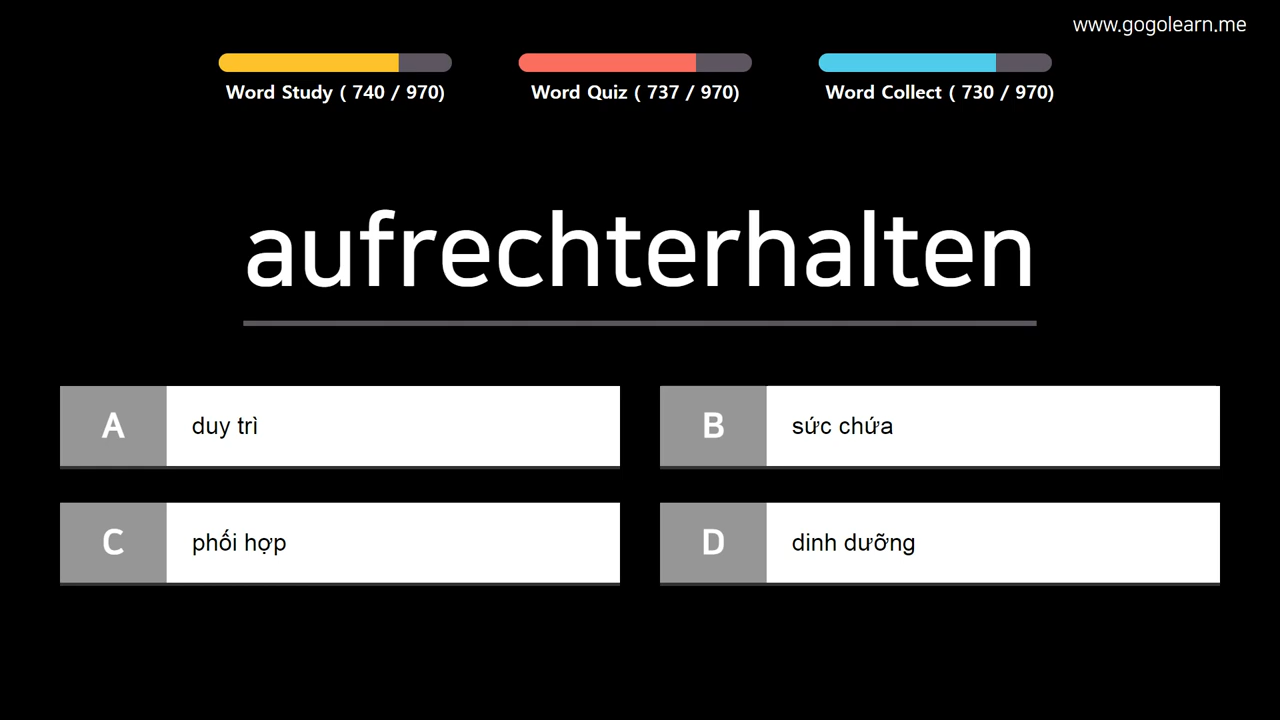 www.gogolearn.me
Word Study ( 740 / 970)
Word Quiz ( 737 / 970)
Word Collect ( 730 / 970)
aufrechterhalten
A duy trì
B sức chứa
C phối hợp
D dinh dưỡng